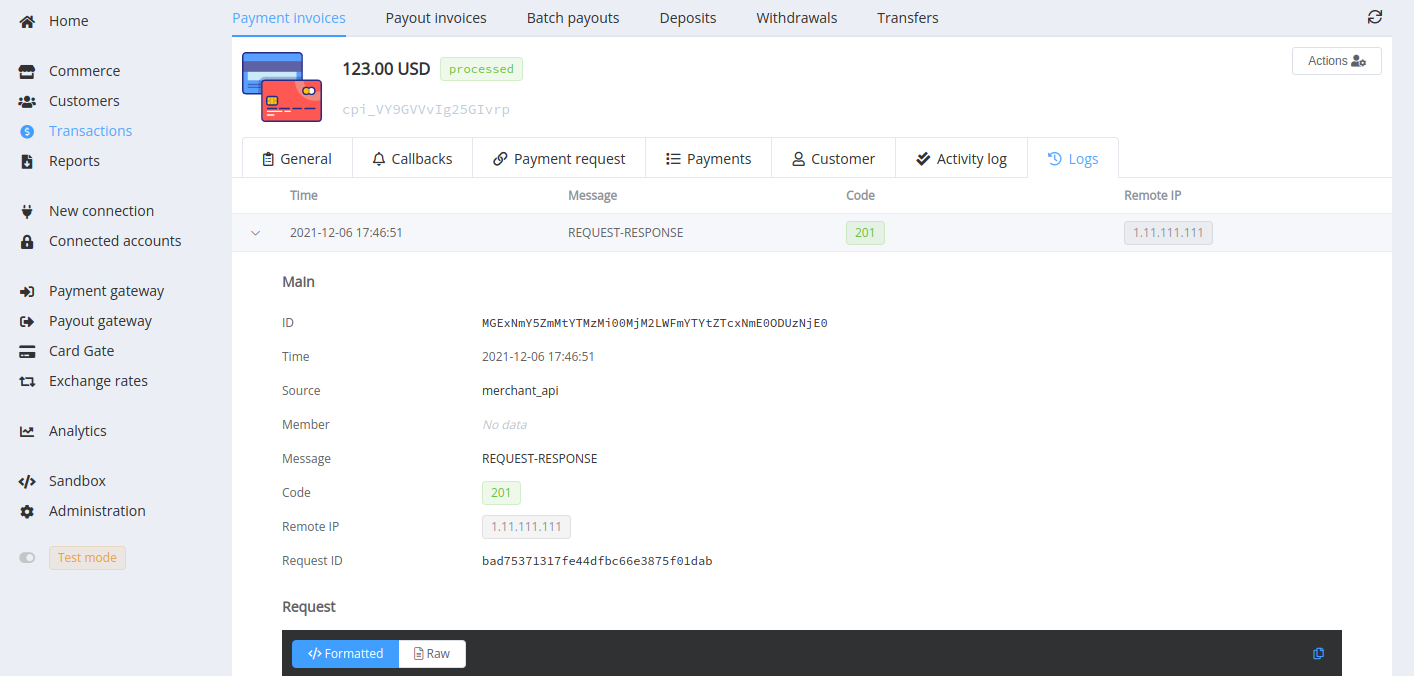 Home
Commerce
Customers
Transactions
Reports
New connection
Connected accounts
Payment gateway
Payout gateway
Card Gate
Exchange rates
Analytics
Sandbox
Administration
Test mode
Payment invoices Payout invoices Batch payouts Deposits Withdrawals Transfers
123.00 USD processed Actions
cpi_VY9GVVvIg25GIvrp
General Callbacks Payment request Payments Customer Activity log Logs
Time Message Code Remote IP
2021-12-06 17:46:51 REQUEST-RESPONSE 201 1.11.111.111
Main
ID MGExNmY5ZmMtYTMzMi00MjM2LWFmYTYtZTcxNmE0ODUzNjE0
Time 2021-12-06 17:46:51
Source merchant_api
Member No data
Message REQUEST-RESPONSE
Code 201
Remote IP 1.11.111.111
Request ID bad75371317fe44dfbc66e3875f01dab
Request
Formatted Raw